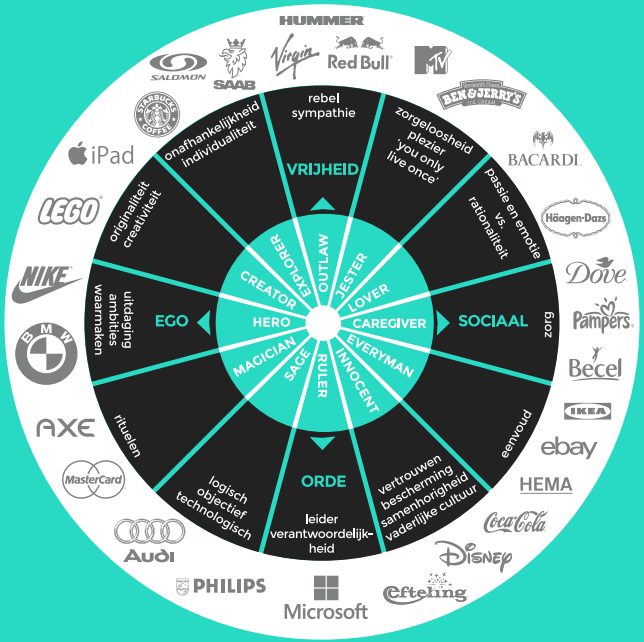 HUMMER
SALOMON
SAAB
Virgin
Red Bull
MTV
BEN & JERRY'S
ICE CREAM
BACARDI
Häagen-Dazs
Dove
Pampers
Becel
IKEA
ebay
HEMA
Coca-Cola
Disney
Efteling
Microsoft
PHILIPS
Audi
MasterCard
AXE
BMW
NIKE
LEGO
iPad
STARBUCKS
COFFEE
rebel
sympathie
VRIJHEID
zorgeloosheid
plezier
'you only
live once'
passie en emotie
vs.
rationaliteit
SOCIAAL
zorg
eenvoud
vertrouwen
bescherming
samenhorigheid
vaderlijke cultuur
ORDE
leider
verantwoordelijk-
heid
logisch
objectief
technologisch
rituelen
EGO
uitdaging
ambities
waarmaken
originaliteit
creativiteit
onafhankelijkheid
individualiteit
OUTLAW
JESTER
LOVER
CAREGIVER
EVERYMAN
INNOCENT
RULER
SAGE
MAGICIAN
HERO
CREATOR
EXPLORER